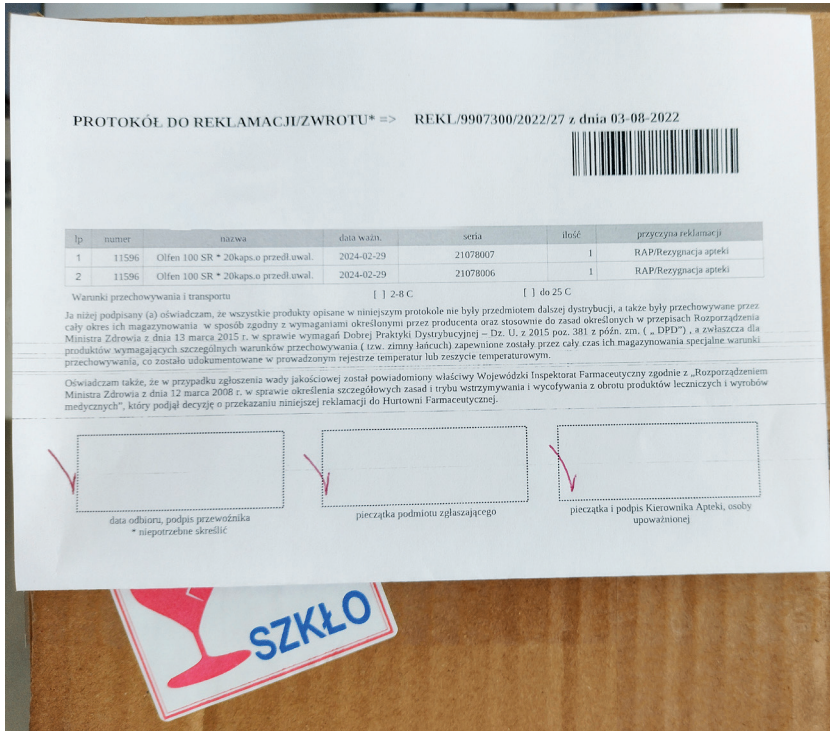 PROTOKÓŁ DO REKLAMACJI/ZWROTU* => REKL/9907300/2022/27 z dnia 03-08-2022
lp numer nazwa data ważn. seria ilość przyczyna reklamacji
1 11596 Olfen 100 SR * 20kaps.o przedł.uwal. 2024-02-29 21078007 1 RAP/Rezygnacja apteki
2 11596 Olfen 100 SR * 20kaps.o przedł.uwal. 2024-02-29 21078006 1 RAP/Rezygnacja apteki
Warunki przechowywania i transportu [ ] 2-8 C [ ] do 25 C
Ja niżej podpisany (a) oświadczam, że wszystkie produkty opisane w niniejszym protokole nie były przedmiotem dalszej dystrybucji, a także były przechowywane przez
cały okres ich magazynowania w sposób zgodny z wymaganiami określonymi przez producenta oraz stosownie do zasad określonych w przepisach Rozporządzenia
Ministra Zdrowia z dnia 13 marca 2015 r. w sprawie wymagań Dobrej Praktyki Dystrybucyjnej – Dz. U. z 2015 poz. 381 z późn. zm. ( „ DPD”) , a zwłaszcza dla
produktów wymagających szczególnych warunków przechowywania ( tzw. zimny łańcuch) zapewnione zostały przez cały czas ich magazynowania specjalne warunki
przechowywania, co zostało udokumentowane w prowadzonym rejestrze temperatur lub zeszycie temperaturowym.
Oświadczam także, że w przypadku zgłoszenia wady jakościowej został powiadomiony właściwy Wojewódzki Inspektorat Farmaceutyczny zgodnie z „Rozporządzeniem
Ministra Zdrowia z dnia 12 marca 2008 r. w sprawie określenia szczegółowych zasad i trybu wstrzymywania i wycofywania z obrotu produktów leczniczych i wyrobów
medycznych”, który podjął decyzję o przekazaniu niniejszej reklamacji do Hurtowni Farmaceutycznej.
data odbioru, podpis przewoźnika
* niepotrzebne skreślić
pieczątka podmiotu zgłaszającego
pieczątka i podpis Kierownika Apteki, osoby
upoważnionej
SZKŁO